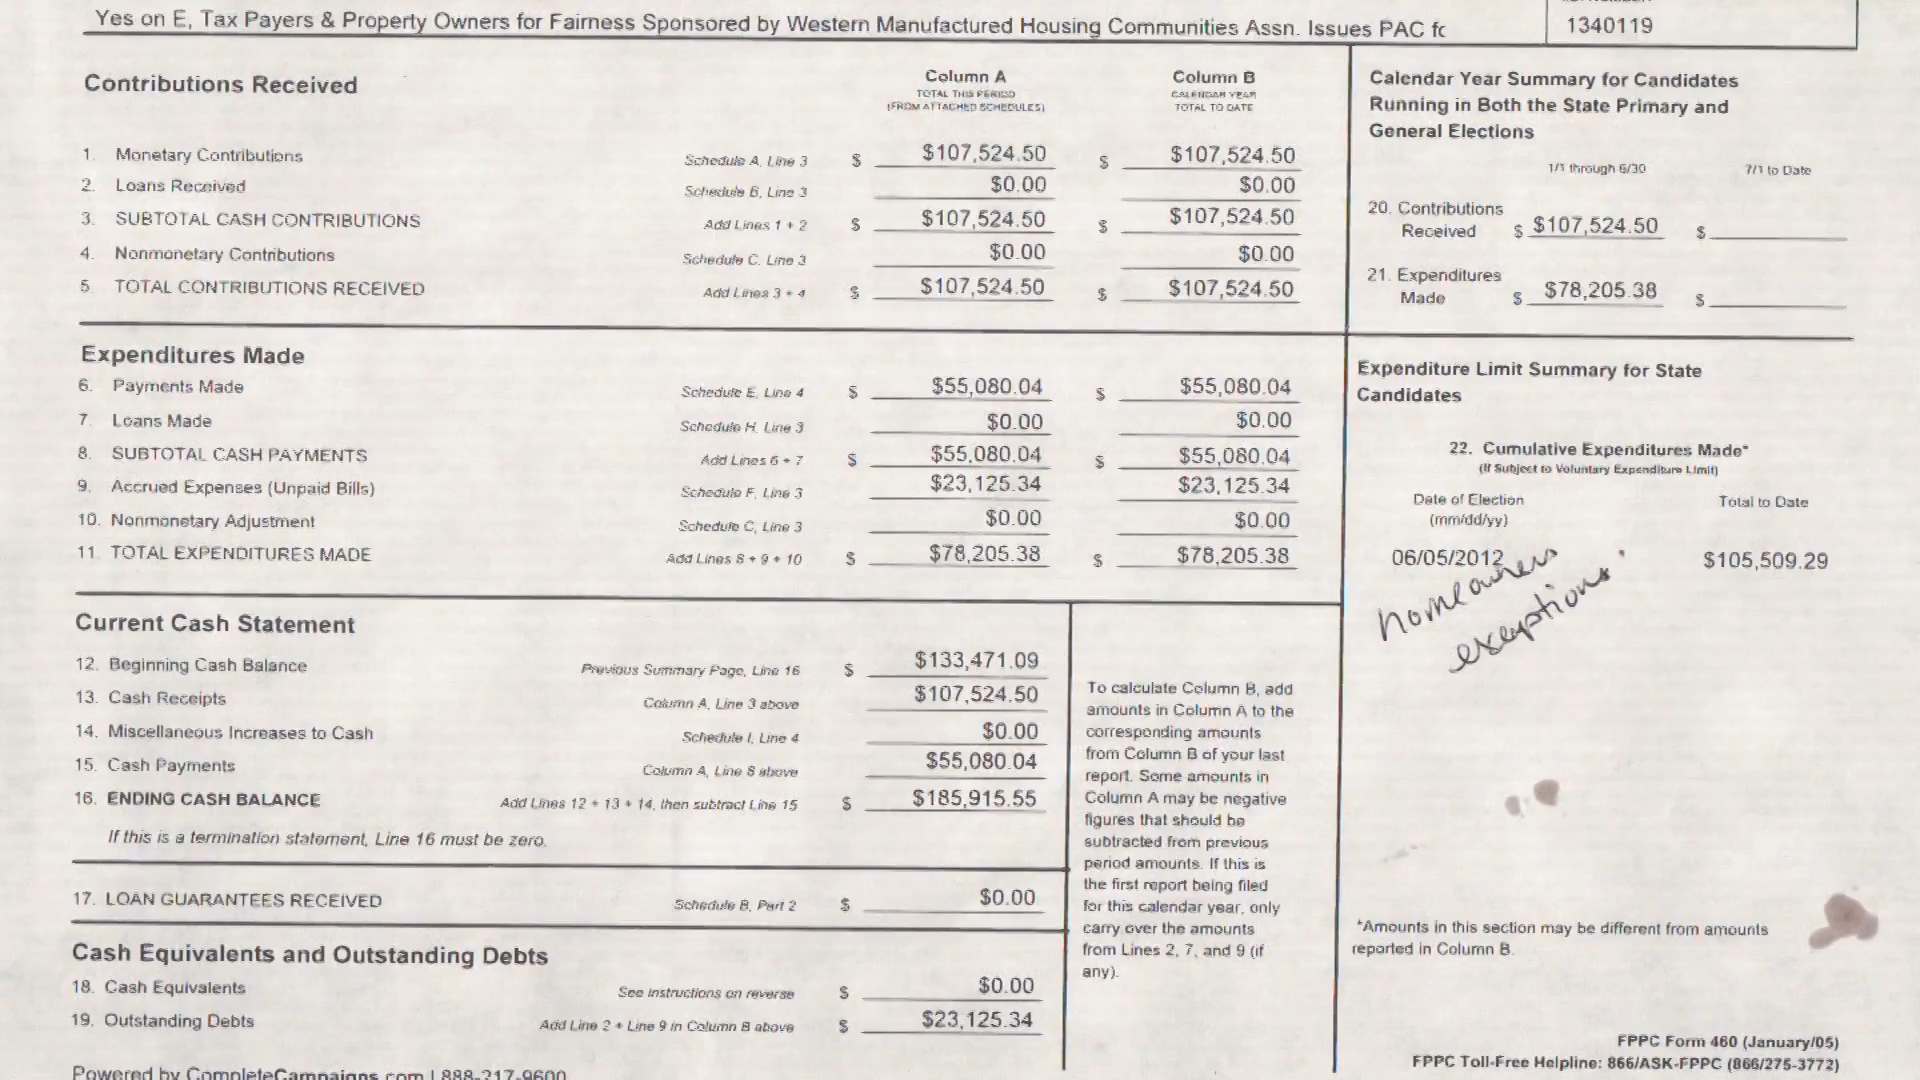 Yes on E, Tax Payers & Property Owners for Fairness Sponsored by Western Manufactured Housing Communities Assn. Issues PAC fc
1340119
Contributions Received
Column A
TOTAL THIS PERIOD
(FROM ATTACHED SCHEDULES)
Column B
CALENDAR YEAR
TOTAL TO DATE
1. Monetary Contributions Schedule A, Line 3 $ $107,524.50 $ $107,524.50
2. Loans Received Schedule B, Line 3 $0.00 $0.00
3. SUBTOTAL CASH CONTRIBUTIONS Add Lines 1 + 2 $ $107,524.50 $ $107,524.50
4. Nonmonetary Contributions Schedule C, Line 3 $0.00 $0.00
5. TOTAL CONTRIBUTIONS RECEIVED Add Lines 3 + 4 $ $107,524.50 $ $107,524.50
Calendar Year Summary for Candidates
Running in Both the State Primary and
General Elections
1/1 through 6/30 7/1 to Date
20. Contributions
Received $ $107,524.50 $
21. Expenditures
Made $ $78,205.38 $
Expenditures Made
6. Payments Made Schedule E, Line 4 $ $55,080.04 $ $55,080.04
7. Loans Made Schedule H, Line 3 $0.00 $0.00
8. SUBTOTAL CASH PAYMENTS Add Lines 6 + 7 $ $55,080.04 $ $55,080.04
9. Accrued Expenses (Unpaid Bills) Schedule F, Line 3 $23,125.34 $23,125.34
10. Nonmonetary Adjustment Schedule C, Line 3 $0.00 $0.00
11. TOTAL EXPENDITURES MADE Add Lines 8 + 9 + 10 $ $78,205.38 $ $78,205.38
Expenditure Limit Summary for State
Candidates
22. Cumulative Expenditures Made*
(If Subject to Voluntary Expenditure Limit)
Date of Election Total to Date
(mm/dd/yy)
06/05/2012 $105,509.29
homeowners
exeptions
Current Cash Statement
12. Beginning Cash Balance Previous Summary Page, Line 16 $ $133,471.09
13. Cash Receipts Column A, Line 3 above $107,524.50
14. Miscellaneous Increases to Cash Schedule I, Line 4 $0.00
15. Cash Payments Column A, Line 8 above $55,080.04
16. ENDING CASH BALANCE Add Lines 12 + 13 + 14, then subtract Line 15 $ $185,915.55
If this is a termination statement, Line 16 must be zero.
17. LOAN GUARANTEES RECEIVED Schedule B, Part 2 $ $0.00
Cash Equivalents and Outstanding Debts
18. Cash Equivalents See instructions on reverse $ $0.00
19. Outstanding Debts Add Line 2 + Line 9 in Column B above $ $23,125.34
To calculate Column B, add
amounts in Column A to the
corresponding amounts
from Column B of your last
report. Some amounts in
Column A may be negative
figures that should be
subtracted from previous
period amounts. If this is
the first report being filed
for this calendar year, only
carry over the amounts
from Lines 2, 7, and 9 (if
any).
*Amounts in this section may be different from amounts
reported in Column B.
FPPC Form 460 (January/05)
FPPC Toll-Free Helpline: 866/ASK-FPPC (866/275-3772)
Powered by CompleteCampaigns.com | 888-217-9600